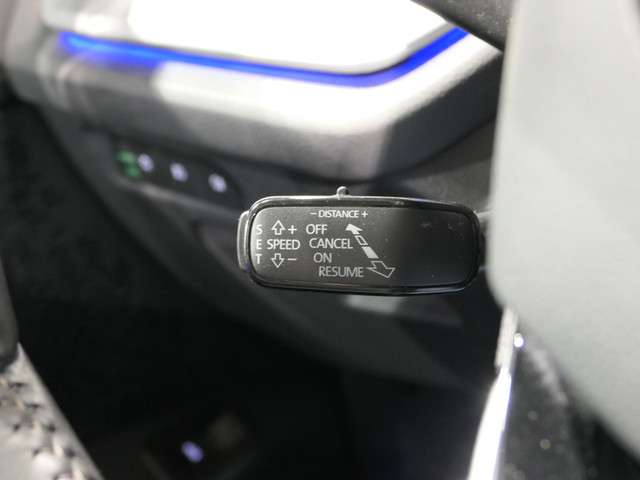 − DISTANCE +
S + OFF
E SPEED CANCEL
T − ON
RESUME